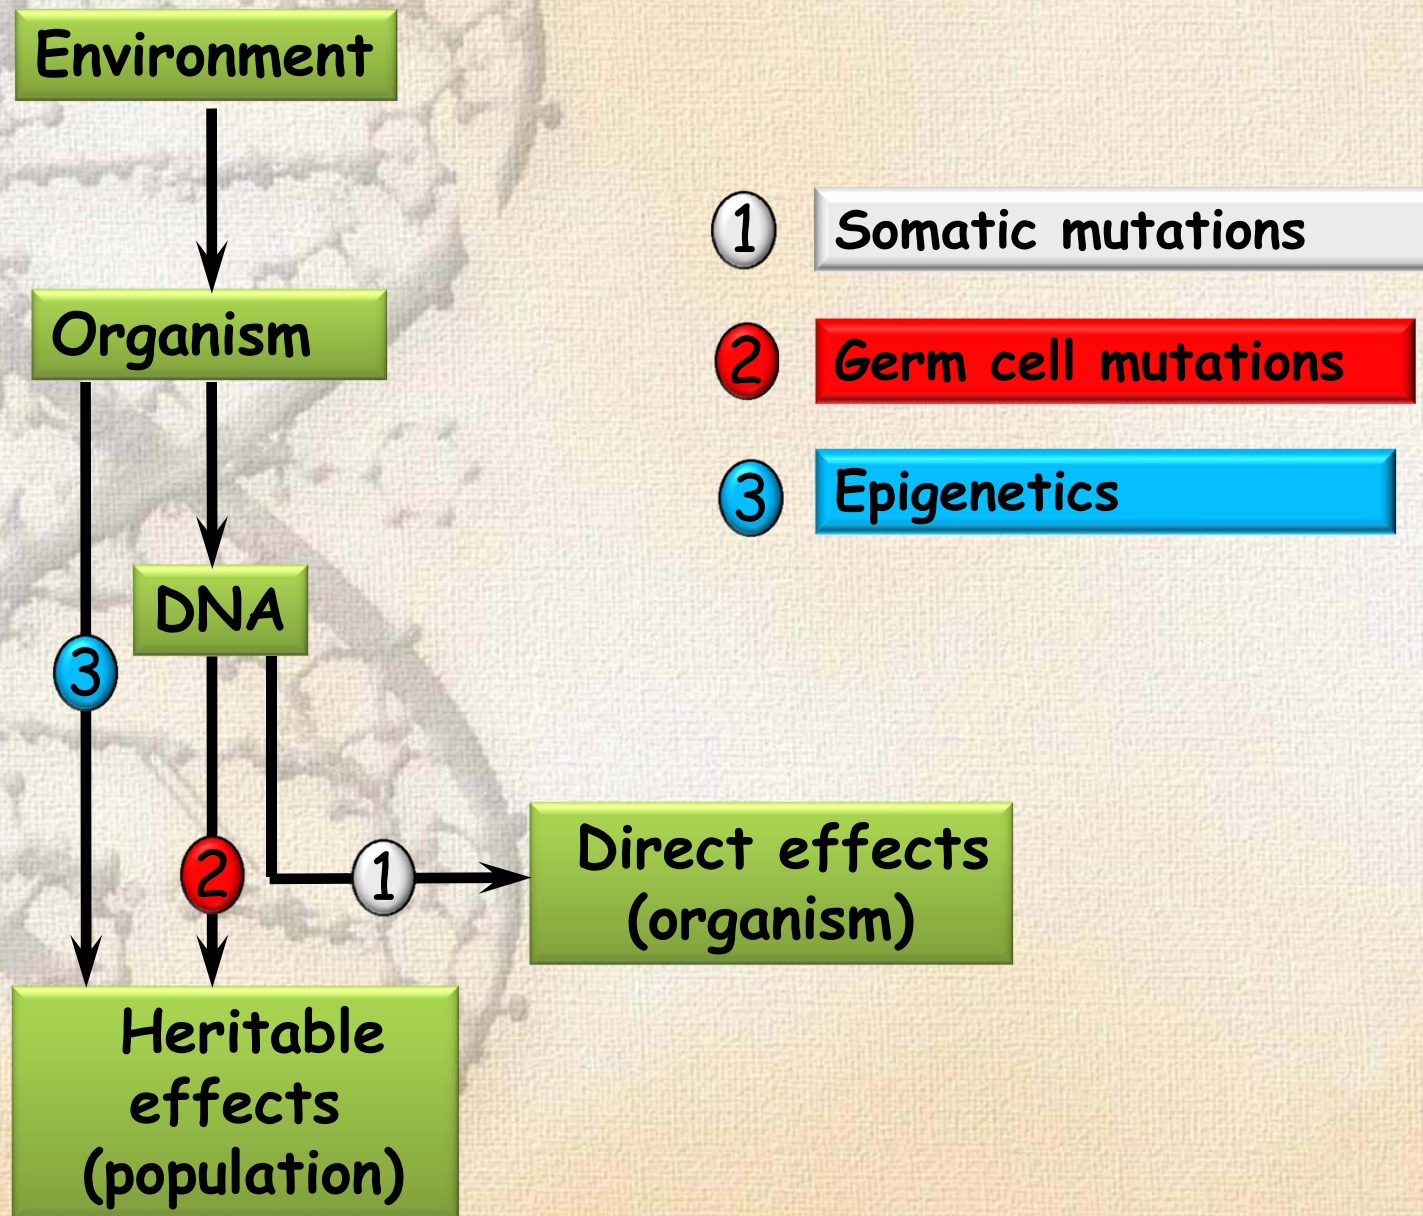 Environment
1 Somatic mutations
Organism
2 Germ cell mutations
3 Epigenetics
DNA
3
Direct effects
(organism)
2
1
Heritable
effects
(population)